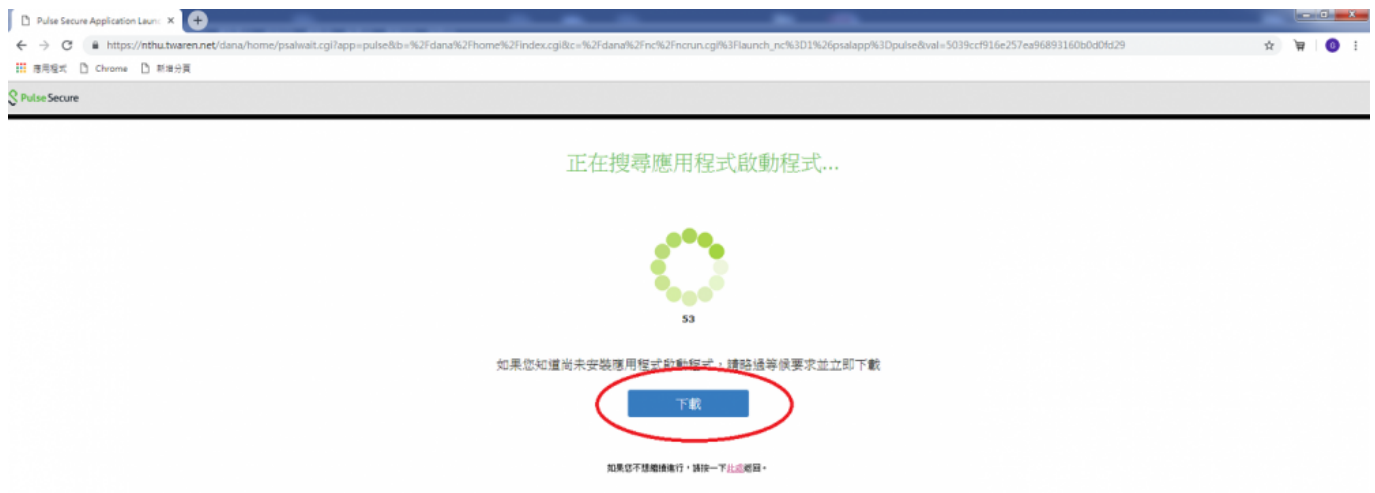 Pulse Secure Application Launc
https://nthu.twaren.net/dana/home/psalwait.cgi?app=pulse&b=%2Fdana%2Fhome%2Findex.cgi&c=%2Fdana%2Fnc%2Fncrun.cgi%3Flaunch_nc%3D1%26psalapp%3Dpulse&val=5039ccf916e257ea96893160b0d0fd29
應用程式 Chrome 新增分頁
Pulse Secure
正在搜尋應用程式啟動程式...
53
如果您知道尚未安裝應用程式啟動程式，請略過等候要求並立即下載
下載
如果您不想繼續進行，請按一下此處返回。